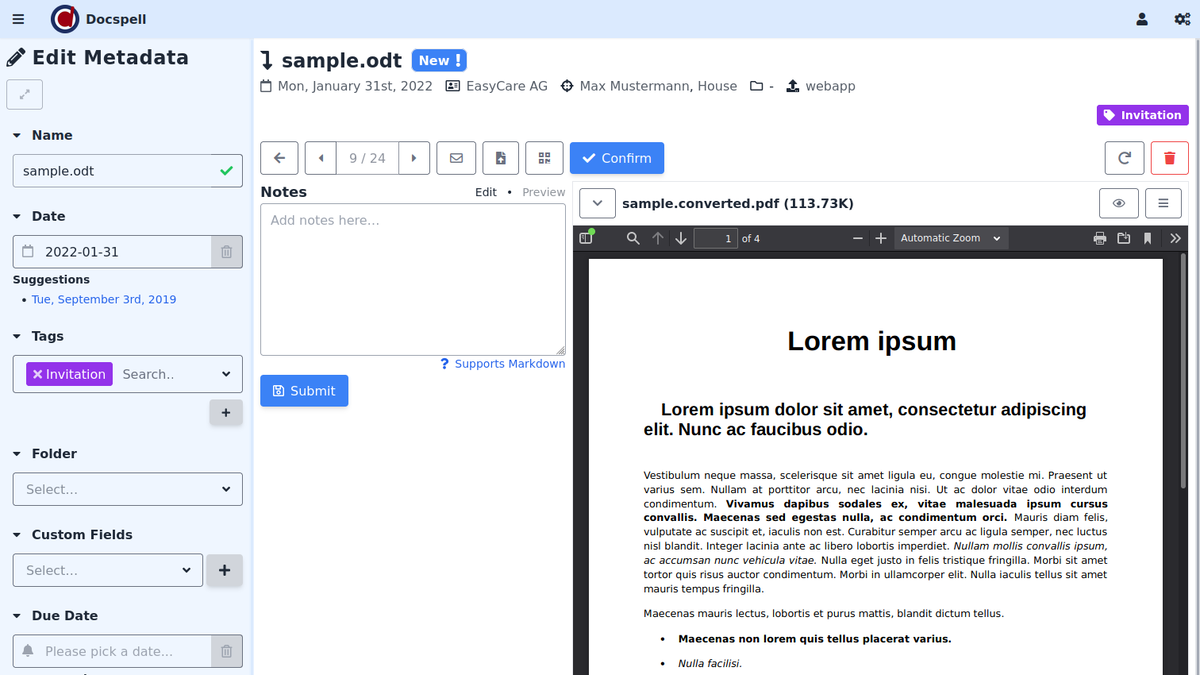 Docspell
Edit Metadata
Name
sample.odt
Date
2022-01-31
Suggestions
• Tue, September 3rd, 2019
Tags
Invitation Search..
+
Folder
Select...
Custom Fields
Select... +
Due Date
Please pick a date...
sample.odt New !
Mon, January 31st, 2022 EasyCare AG Max Mustermann, House - webapp
Invitation
9 / 24 Confirm
Notes Edit • Preview
Add notes here...
? Supports Markdown
Submit
sample.converted.pdf (113.73K)
1 of 4 Automatic Zoom
Lorem ipsum
Lorem ipsum dolor sit amet, consectetur adipiscing
elit. Nunc ac faucibus odio.
Vestibulum neque massa, scelerisque sit amet ligula eu, congue molestie mi. Praesent ut
varius sem. Nullam at porttitor arcu, nec lacinia nisi. Ut ac dolor vitae odio interdum
condimentum. Vivamus dapibus sodales ex, vitae malesuada ipsum cursus
convallis. Maecenas sed egestas nulla, ac condimentum orci. Mauris diam felis,
vulputate ac suscipit et, iaculis non est. Curabitur semper arcu ac ligula semper, nec luctus
nisl blandit. Integer lacinia ante ac libero lobortis imperdiet. Nullam mollis convallis ipsum,
ac accumsan nunc vehicula vitae. Nulla eget justo in felis tristique fringilla. Morbi sit amet
tortor quis risus auctor condimentum. Morbi in ullamcorper elit. Nulla iaculis tellus sit amet
mauris tempus fringilla.
Maecenas mauris lectus, lobortis et purus mattis, blandit dictum tellus.
• Maecenas non lorem quis tellus placerat varius.
• Nulla facilisi.